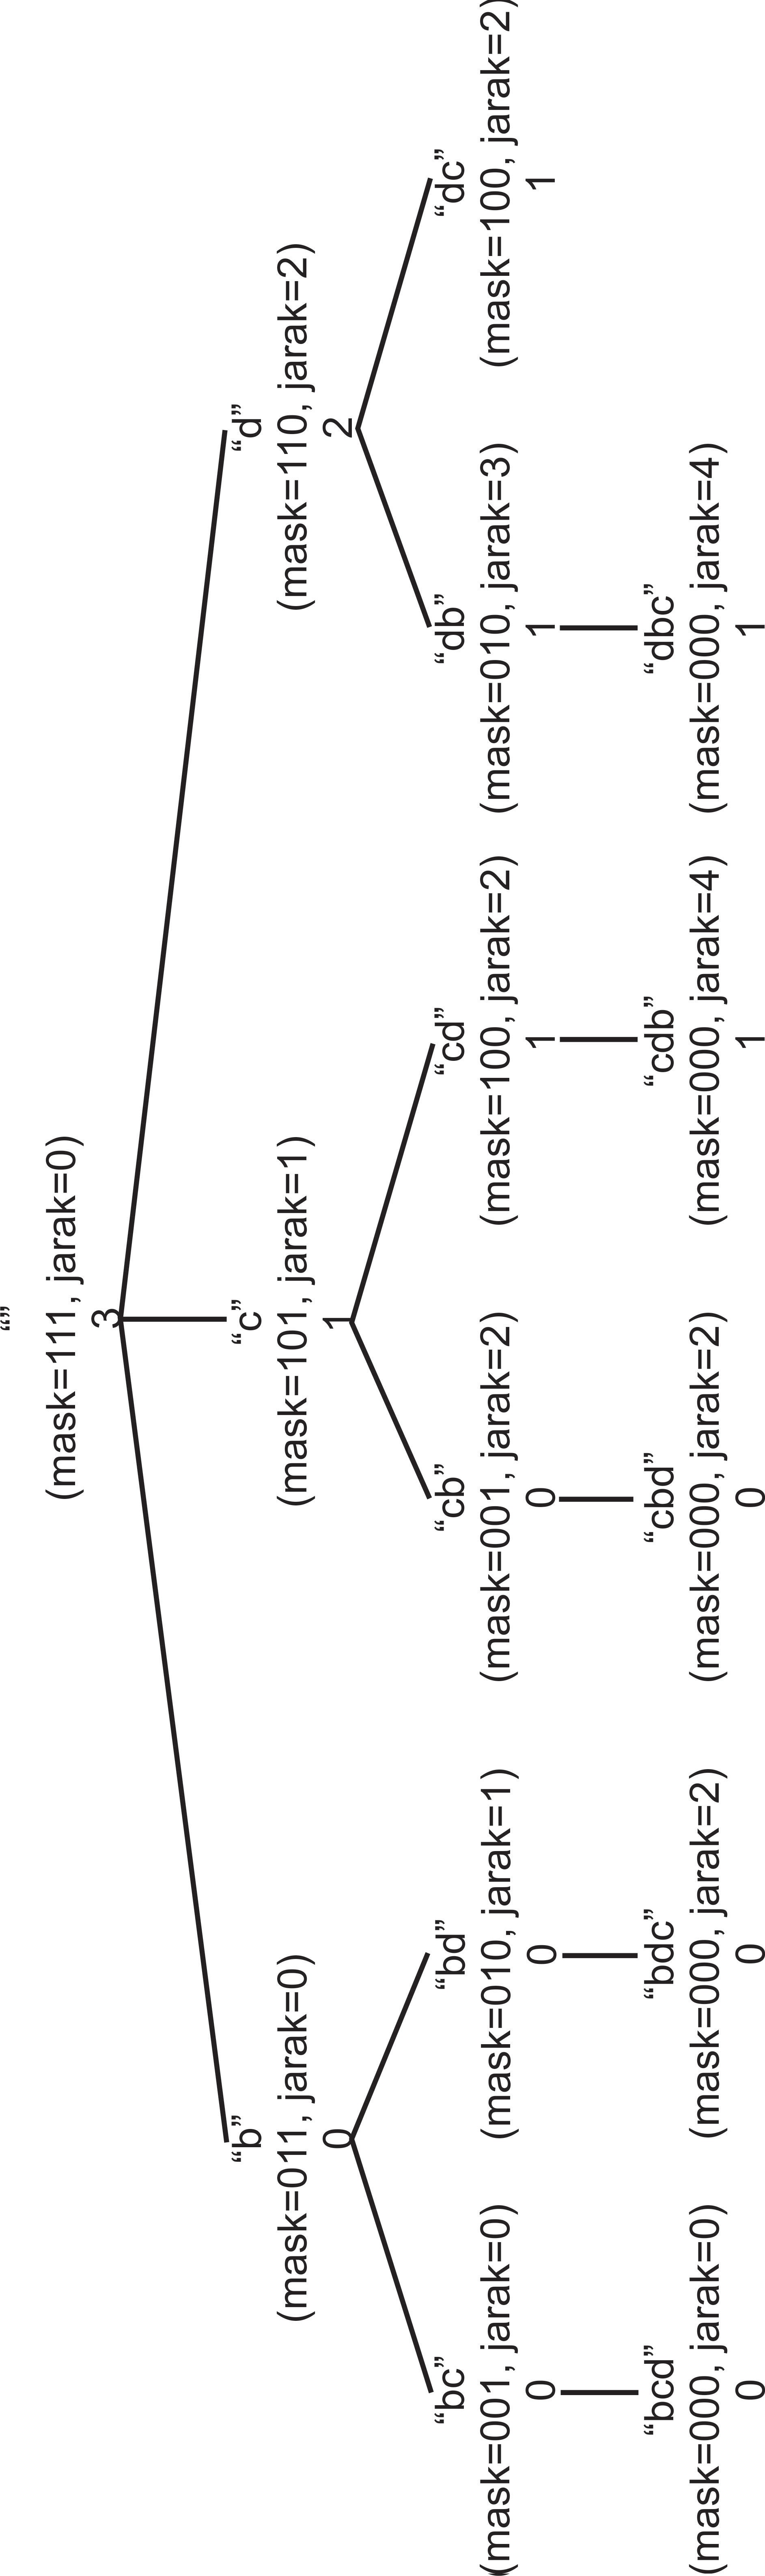 “”
(mask=111, jarak=0)
3
“b”
(mask=011, jarak=0)
0
“c”
(mask=101, jarak=1)
1
“d”
(mask=110, jarak=2)
2
“bc”
(mask=001, jarak=0)
0
“bd”
(mask=010, jarak=1)
0
“cb”
(mask=001, jarak=2)
0
“cd”
(mask=100, jarak=2)
1
“db”
(mask=010, jarak=3)
1
“dc”
(mask=100, jarak=2)
1
“bcd”
(mask=000, jarak=0)
0
“bdc”
(mask=000, jarak=2)
0
“cbd”
(mask=000, jarak=2)
0
“cdb”
(mask=000, jarak=4)
1
“dbc”
(mask=000, jarak=4)
1